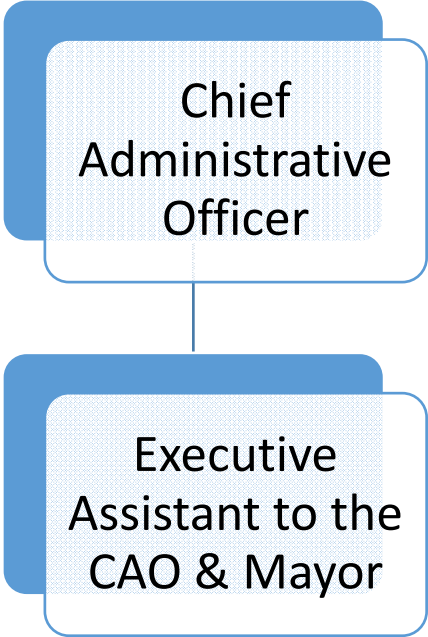 Chief
Administrative
Officer
Executive
Assistant to the
CAO & Mayor